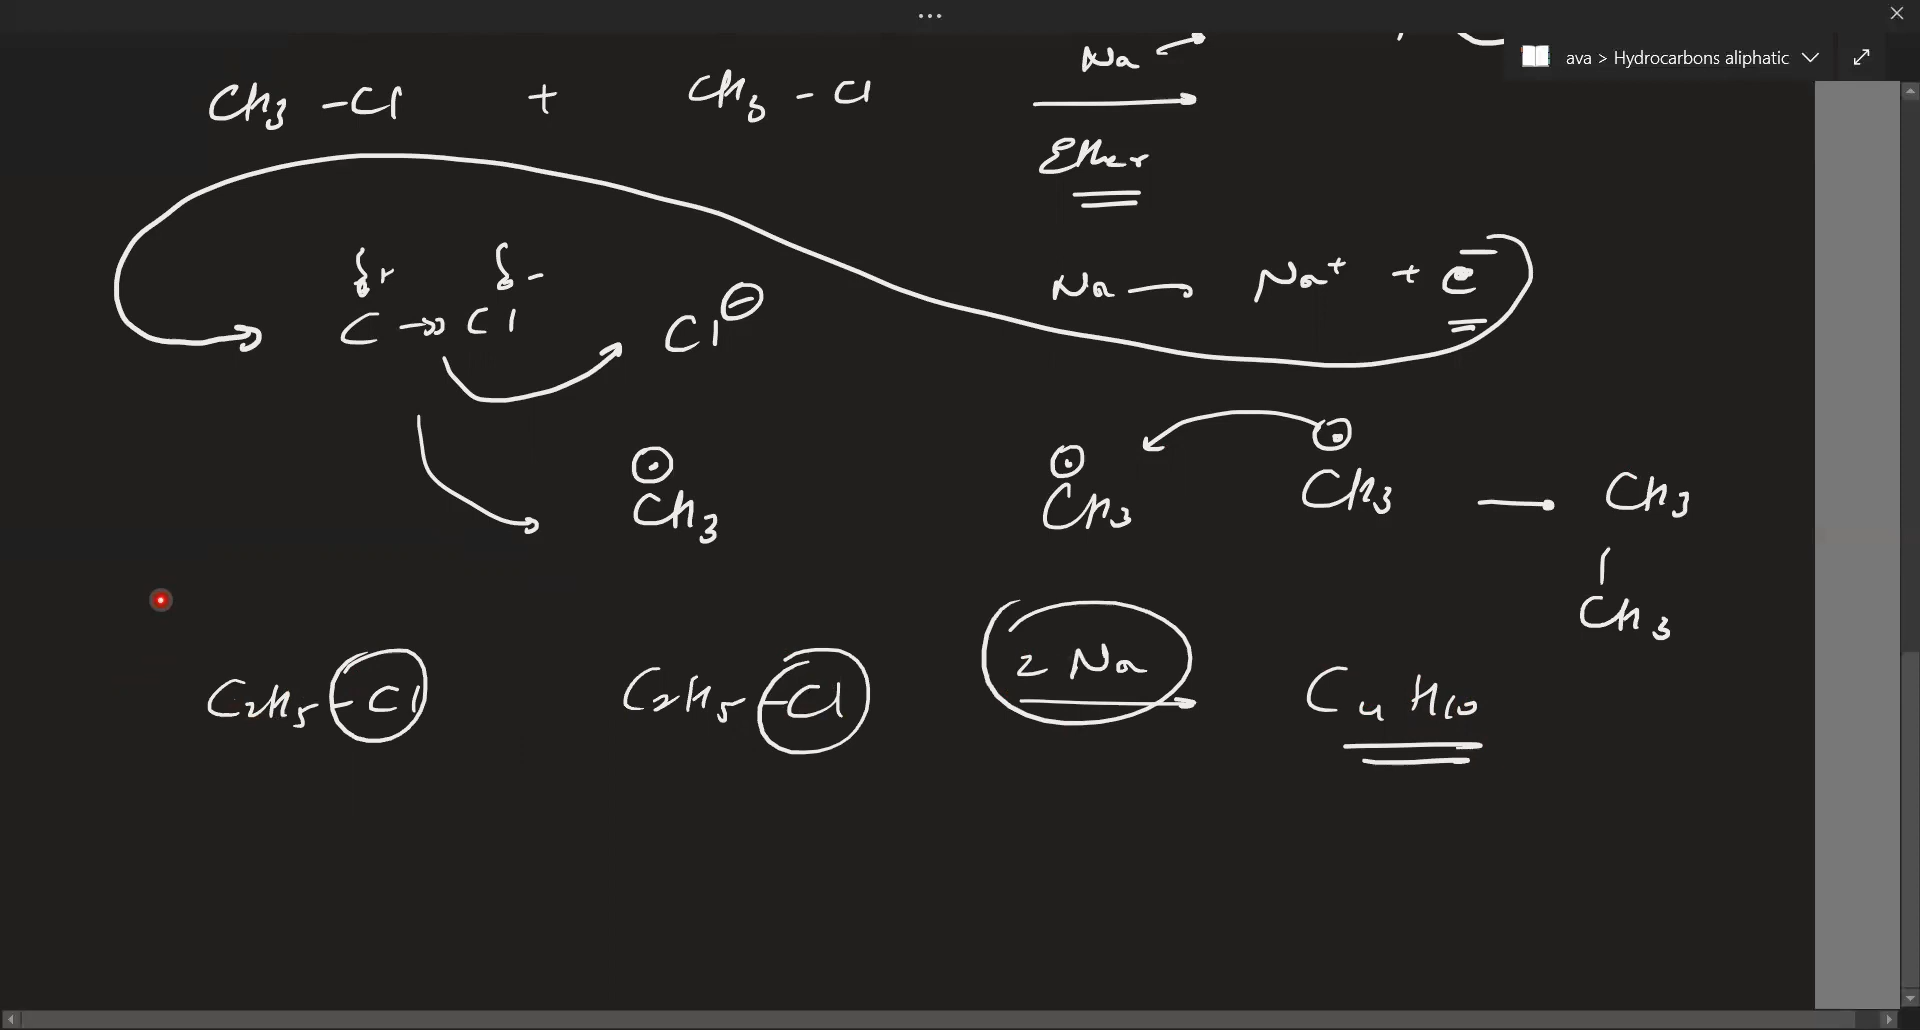 ...
ava > Hydrocarbons aliphatic
Na
CH3 - Cl + CH3 - Cl
Ether
δ+ δ-
C → Cl
Cl⊖
Na → Na+ + e-
CH3
CH3 CH3 → CH3
|
CH3
2 Na
C2H5 - Cl C2H5 - Cl → C4H10